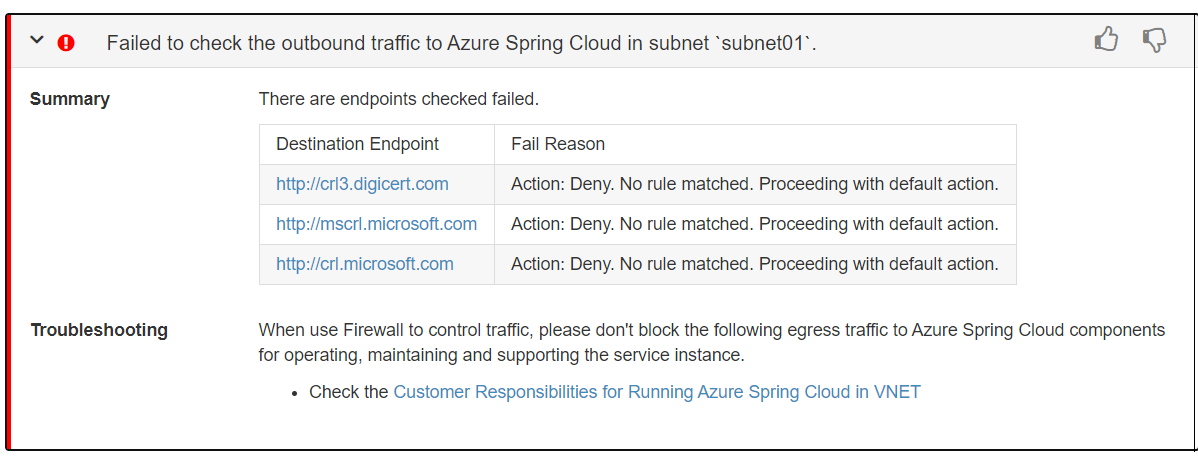 Failed to check the outbound traffic to Azure Spring Cloud in subnet `subnet01`.
Summary
There are endpoints checked failed.
Destination Endpoint Fail Reason
http://crl3.digicert.com Action: Deny. No rule matched. Proceeding with default action.
http://mscrl.microsoft.com Action: Deny. No rule matched. Proceeding with default action.
http://crl.microsoft.com Action: Deny. No rule matched. Proceeding with default action.
Troubleshooting
When use Firewall to control traffic, please don't block the following egress traffic to Azure Spring Cloud components
for operating, maintaining and supporting the service instance.
• Check the Customer Responsibilities for Running Azure Spring Cloud in VNET